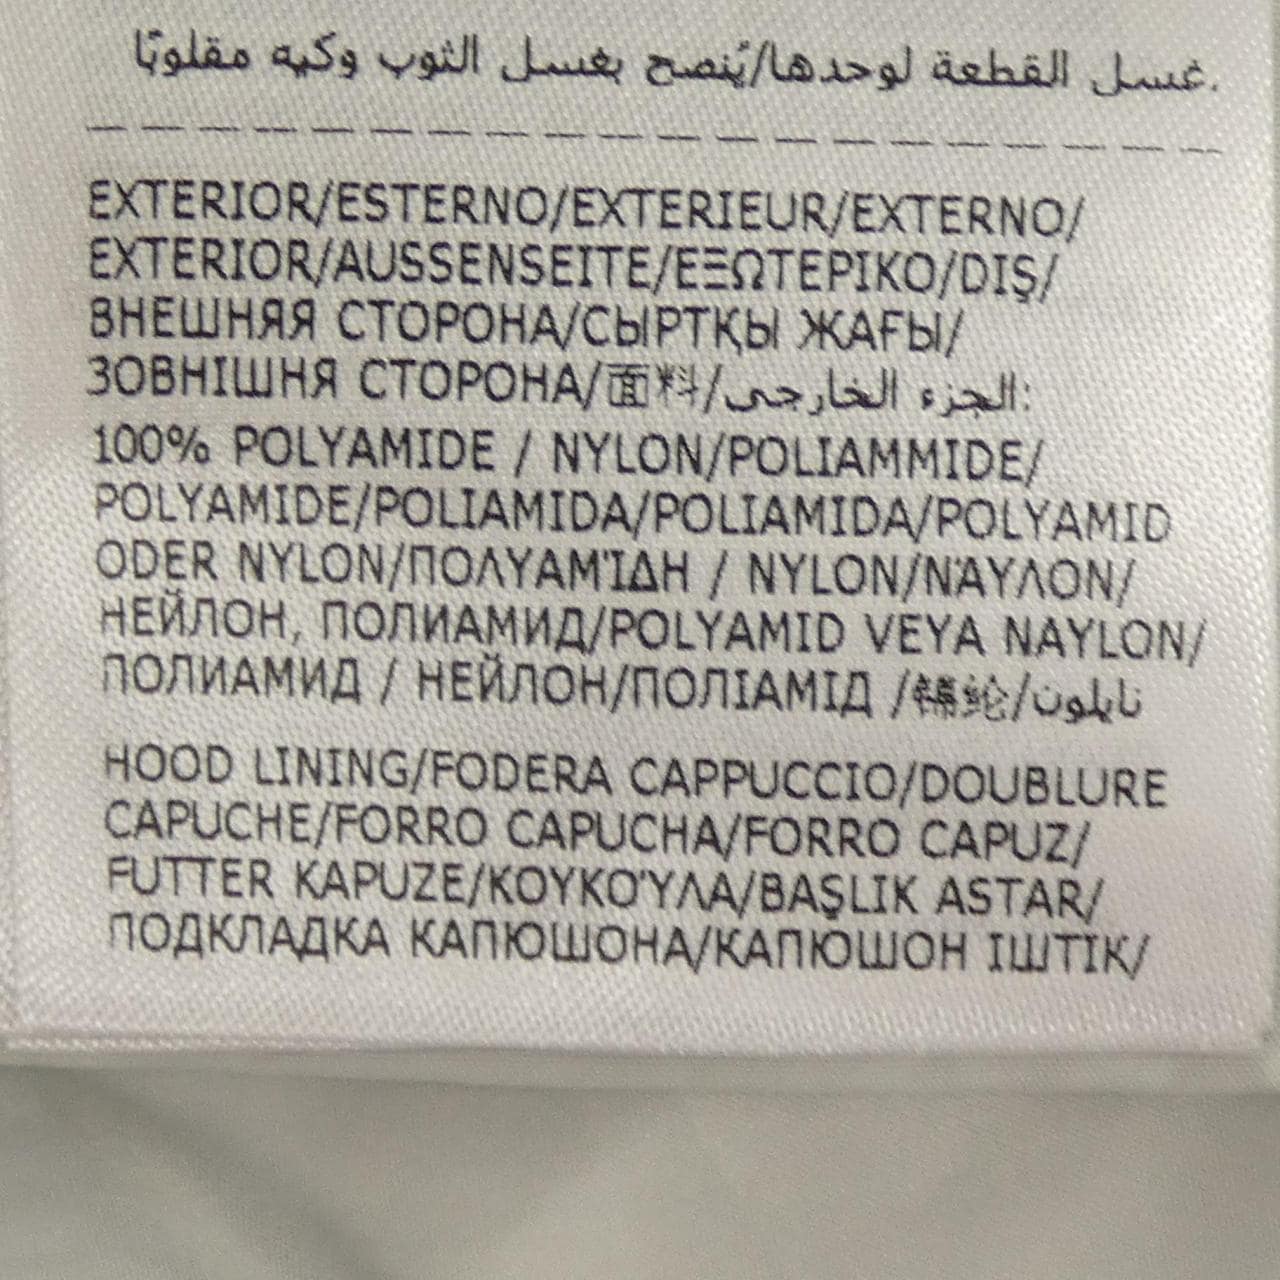 غسل القطعة لوحدها/يُنصح بغسل الثوب وكيه مقلوبًا.
EXTERIOR/ESTERNO/EXTERIEUR/EXTERNO/
EXTERIOR/AUSSENSEITE/ΕΞΩΤΕΡΙΚΟ/DIŞ/
ВНЕШНЯЯ СТОРОНА/СЫРТҚЫ ЖАҒЫ/
ЗОВНІШНЯ СТОРОНА/面料/الجزء الخارجي:
100% POLYAMIDE / NYLON/POLIAMMIDE/
POLYAMIDE/POLIAMIDA/POLIAMIDA/POLYAMID
ODER NYLON/ΠΟΛΥΑΜΊΔΗ / NYLON/ΝΆΥΛΟΝ/
НЕЙЛОН, ПОЛИАМИД/POLYAMID VEYA NAYLON/
ПОЛИАМИД / НЕЙЛОН/ПОЛІАМІД /锦纶/نايلون
HOOD LINING/FODERA CAPPUCCIO/DOUBLURE
CAPUCHE/FORRO CAPUCHA/FORRO CAPUZ/
FUTTER KAPUZE/ΚΟΥΚΟΎΛΑ/BAŞLIK ASTAR/
ПОДКЛАДКА КАПЮШОНА/КАПЮШОН ІШТІК/